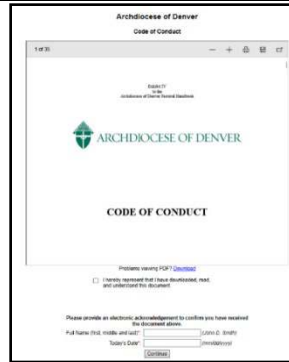 Archdiocese of Denver
Code of Conduct
1 of 35
ARCHDIOCESE OF DENVER
CODE OF CONDUCT
Problems viewing PDF? Download
I hereby represent that I have downloaded, read,
and understand this document
Please provide an electronic acknowledgement to confirm you have received
the document above.
Full Name (first, middle and last)* (John D. Smith)
Today's Date* (mm/dd/yyyy)
Continue